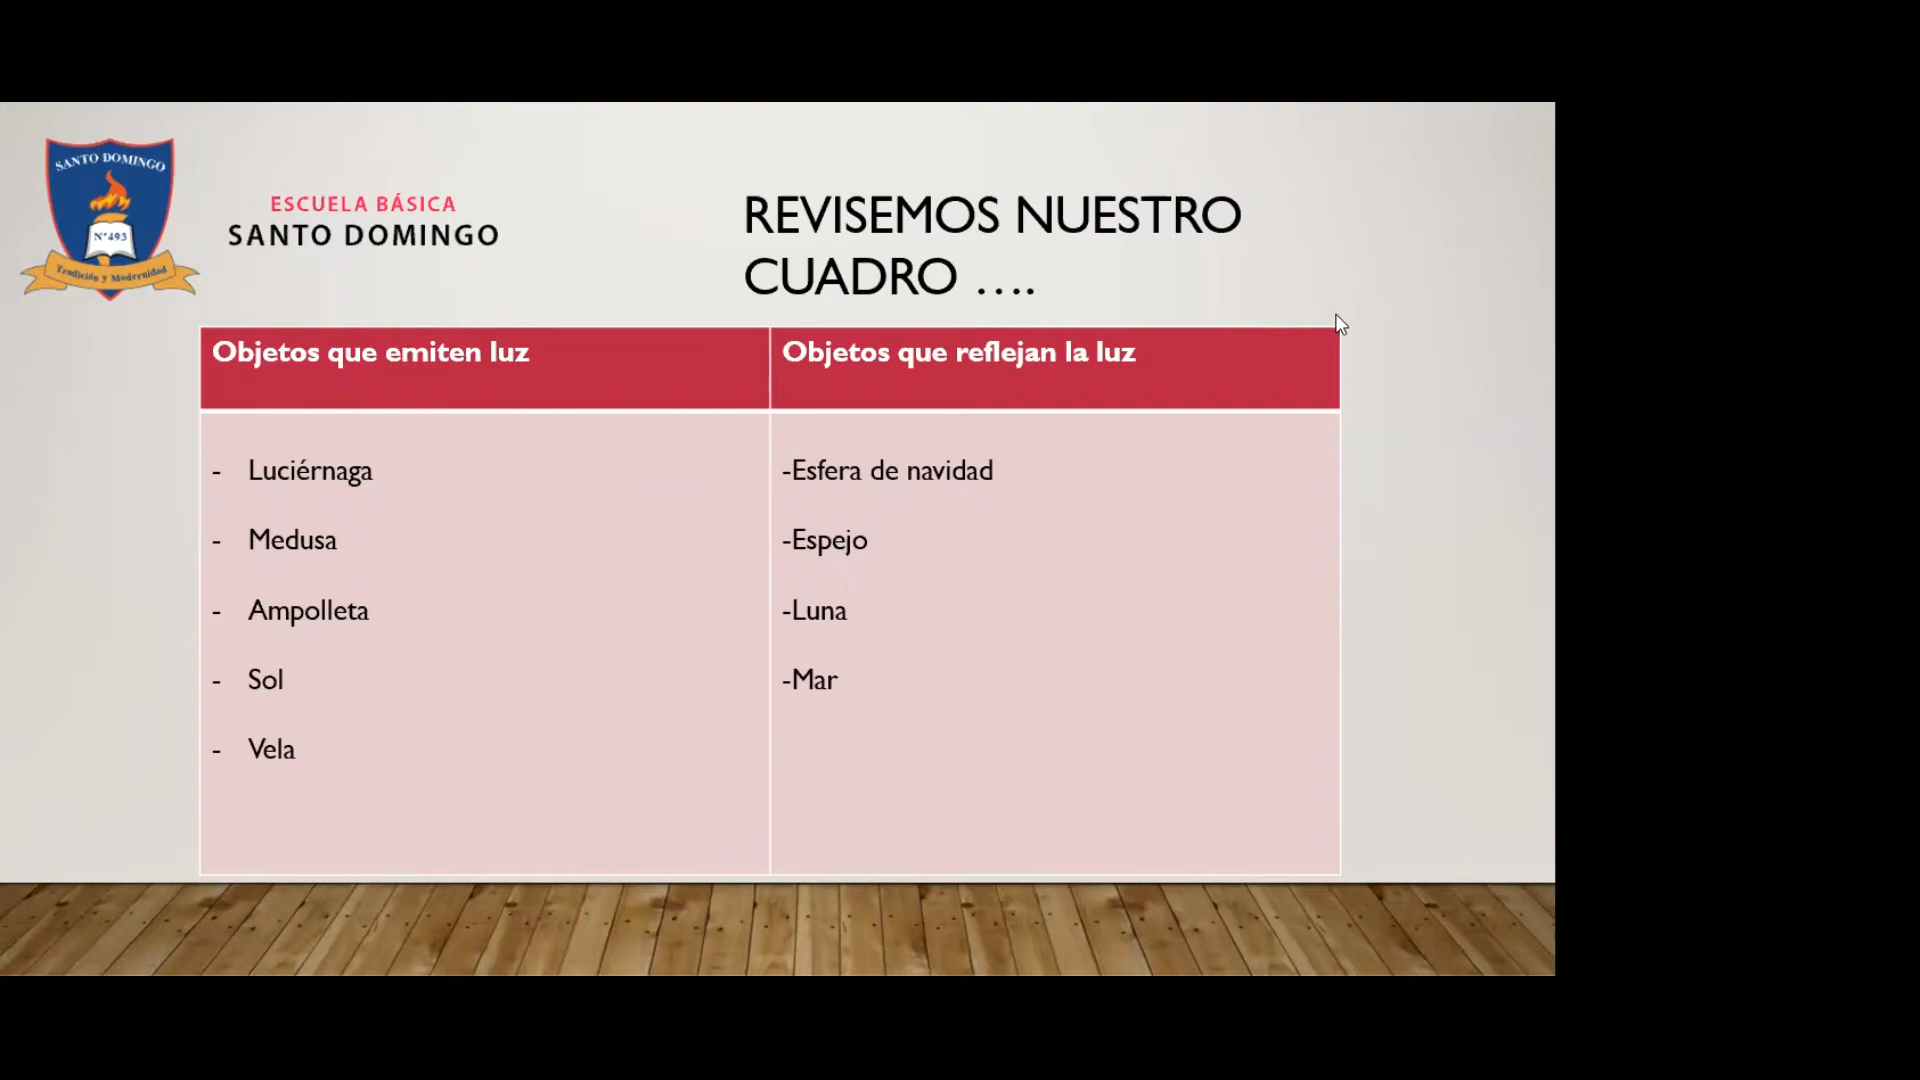 SANTO DOMINGO
N°493
Tradición y Modernidad
ESCUELA BÁSICA
SANTO DOMINGO
REVISEMOS NUESTRO
CUADRO ….
Objetos que emiten luz
- Luciérnaga
- Medusa
- Ampolleta
- Sol
- Vela
Objetos que reflejan la luz
-Esfera de navidad
-Espejo
-Luna
-Mar